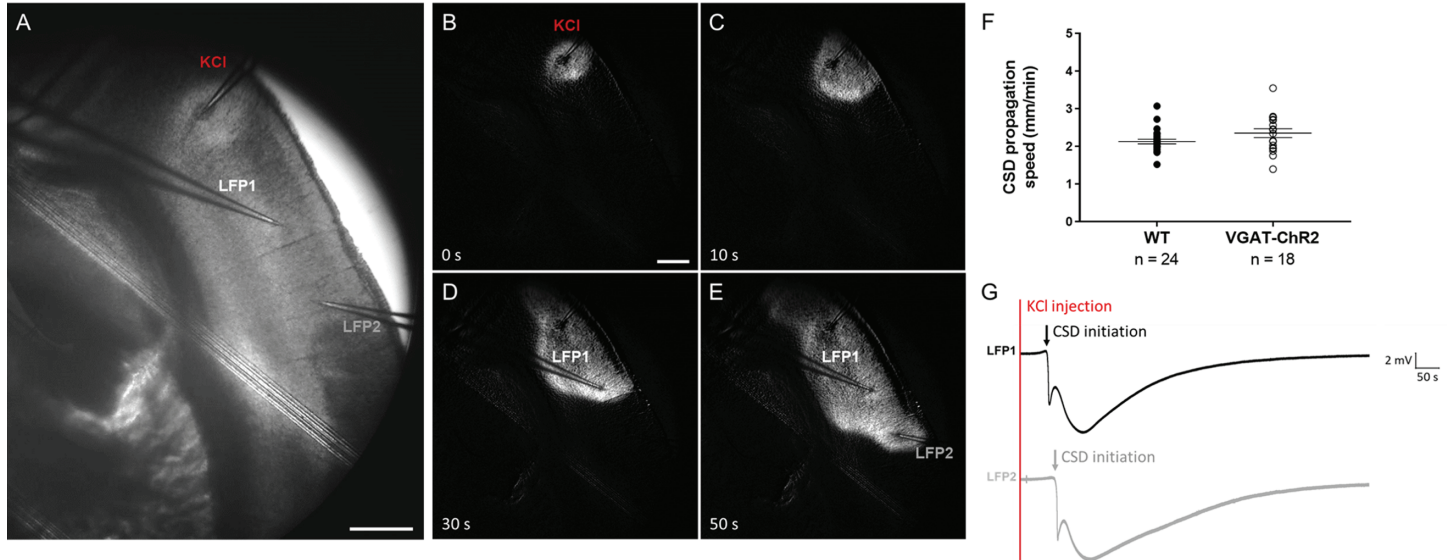 A
KCl
LFP1
LFP2
B
KCl
0 s
C
10 s
D
LFP1
30 s
E
LFP1
LFP2
50 s
F
CSD propagation
speed (mm/min)
5
4
3
2
1
0
WT
VGAT-ChR2
n = 24
n = 18
G
KCl injection
CSD initiation
LFP1
2 mV
50 s
CSD initiation
LFP2